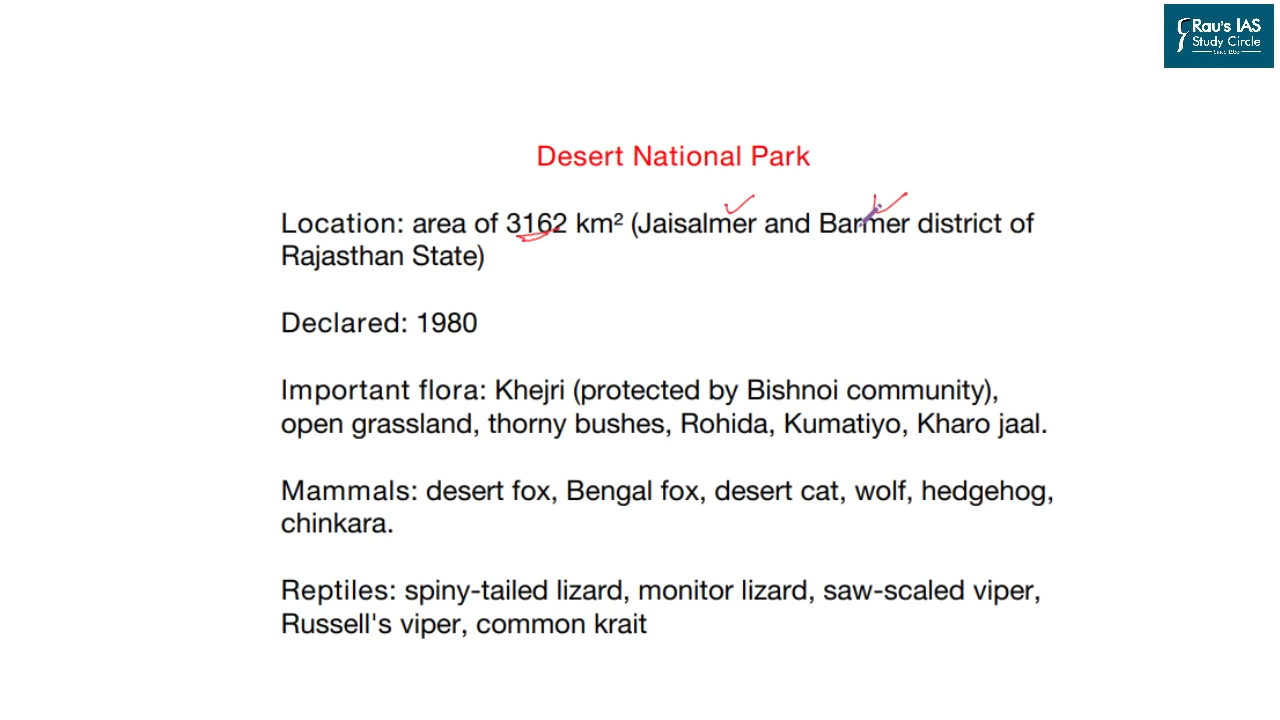 Rau's IAS
Study Circle
Since 1953
Desert National Park
Location: area of 3162 km² (Jaisalmer and Barmer district of
Rajasthan State)
Declared: 1980
Important flora: Khejri (protected by Bishnoi community),
open grassland, thorny bushes, Rohida, Kumatiyo, Kharo jaal.
Mammals: desert fox, Bengal fox, desert cat, wolf, hedgehog,
chinkara.
Reptiles: spiny-tailed lizard, monitor lizard, saw-scaled viper,
Russell's viper, common krait